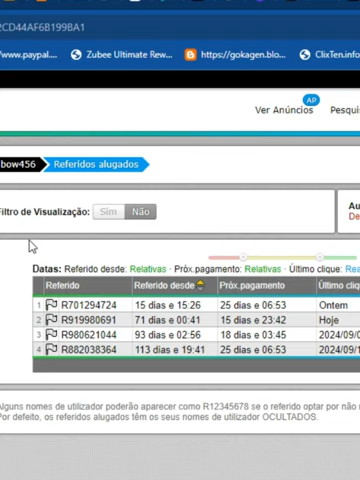 2CD44AF6B199BA1
/www.paypal....
Zubee Ultimate Rew...
https://gokagen.blo...
ClixTen.info
Ver Anúncios
AP
Pesqui
bow456
Referidos alugados
Filtro de Visualização:
Sim
Não
Au
De
Datas: Referido desde: Relativas · Próx.pagamento: Relativas · Último clique: Rea
Referido
Referido desde
Próx.pagamento
Último cliq
1 R701294724 15 dias e 15:26 25 dias e 06:53 Ontem
2 R919980691 71 dias e 00:41 15 dias e 23:42 Hoje
3 R980621044 93 dias e 02:56 18 dias e 03:45 2024/09/0
4 R882038364 113 dias e 19:41 25 dias e 06:53 2024/09/1
Alguns nomes de utilizador poderão aparecer como R12345678 se o referido optar por não
Por defeito, os referidos alugados têm os seus nomes de utilizador OCULTADOS.